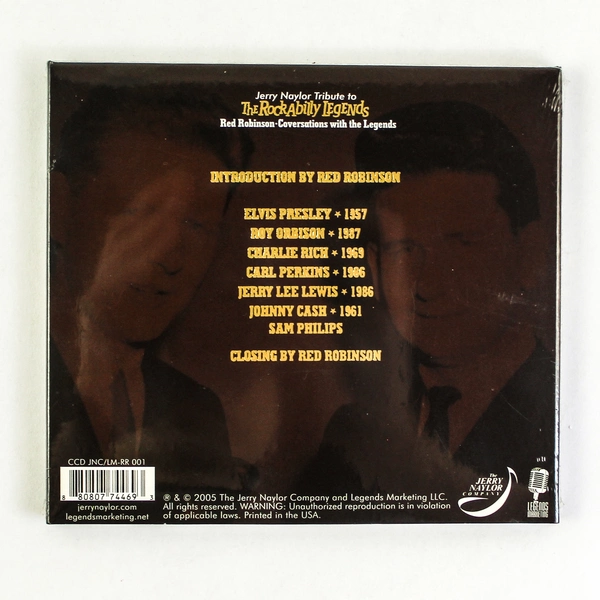 Jerry Naylor Tribute to
The Rockabilly Legends
Red Robinson-Coversations with the Legends
INTRODUCTION BY RED ROBINSON
ELVIS PRESLEY * 1957
ROY ORBISON * 1987
CHARLIE RICH * 1969
CARL PERKINS * 1986
JERRY LEE LEWIS * 1986
JOHNNY CASH * 1961
SAM PHILIPS
CLOSING BY RED ROBINSON
CCD JNC/LM-RR 001
8 80807 74469 3
jerrynaylor.com
legendsmarketing.net
℗ & © 2005 The Jerry Naylor Company and Legends Marketing LLC.
All rights reserved. WARNING: Unauthorized reproduction is in violation
of applicable laws. Printed in the USA.
The
JERRY
NAYLOR
COMPANY
LEGENDS
MARKETING